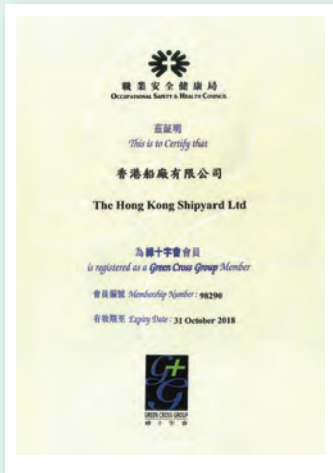 職業安全健康局
OCCUPATIONAL SAFETY & HEALTH COUNCIL
茲証明
This is to Certify that
香港船廠有限公司
The Hong Kong Shipyard Ltd
為綠十字會會員
is registered as a Green Cross Group Member
會員編號 Membership Number : 98290
有效期至 Expiry Date : 31 October 2018
G+G
GREEN CROSS GROUP
綠十字會